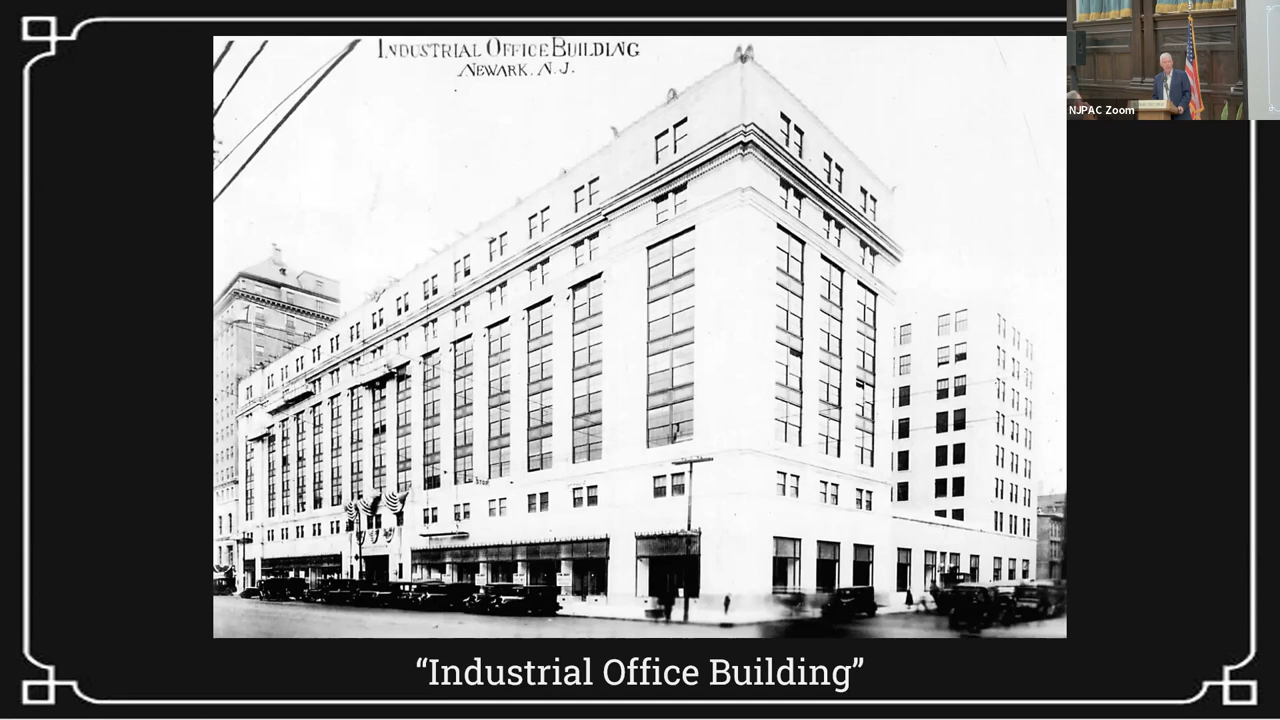 INDUSTRIAL OFFICE BUILDING
NEWARK. N. J.
NJPAC Zoom
“Industrial Office Building”